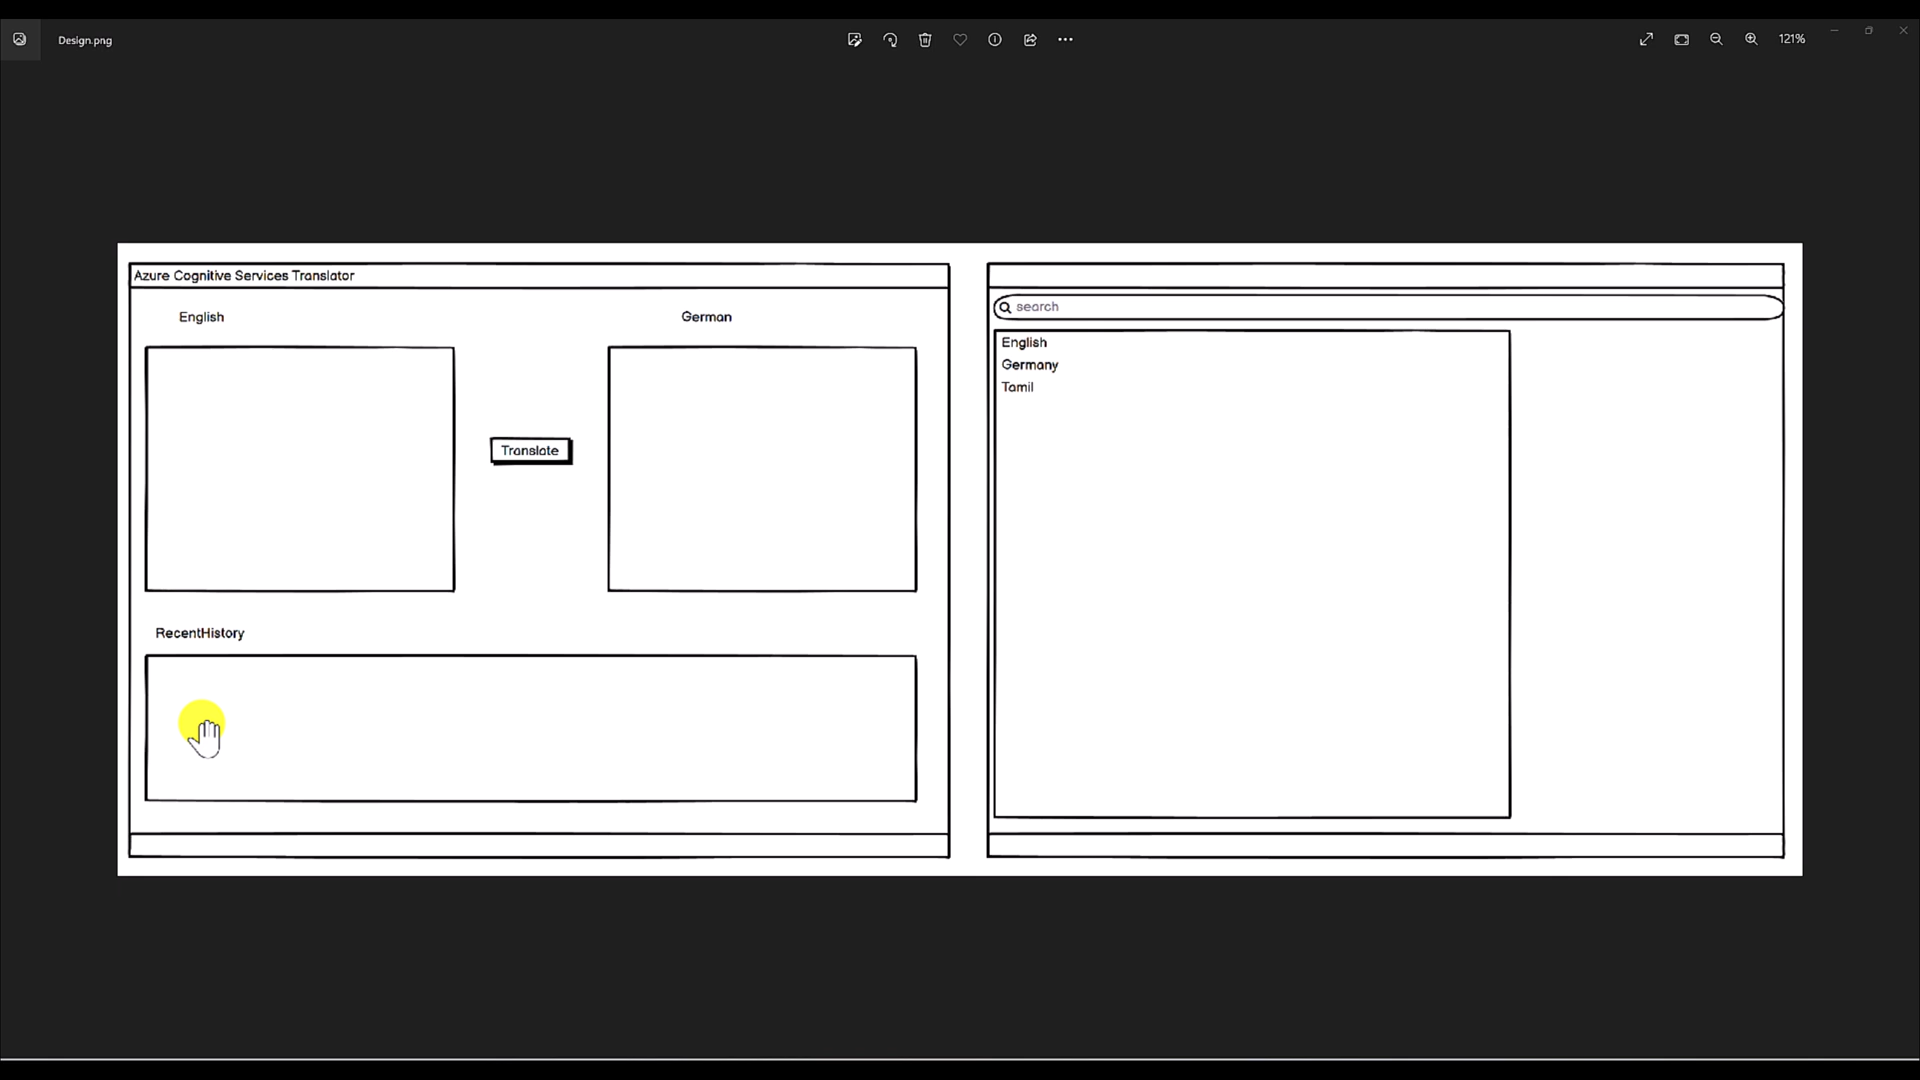 Design.png
121%
Azure Cognitive Services Translator
English
German
Translate
RecentHistory
search
English
Germany
Tamil